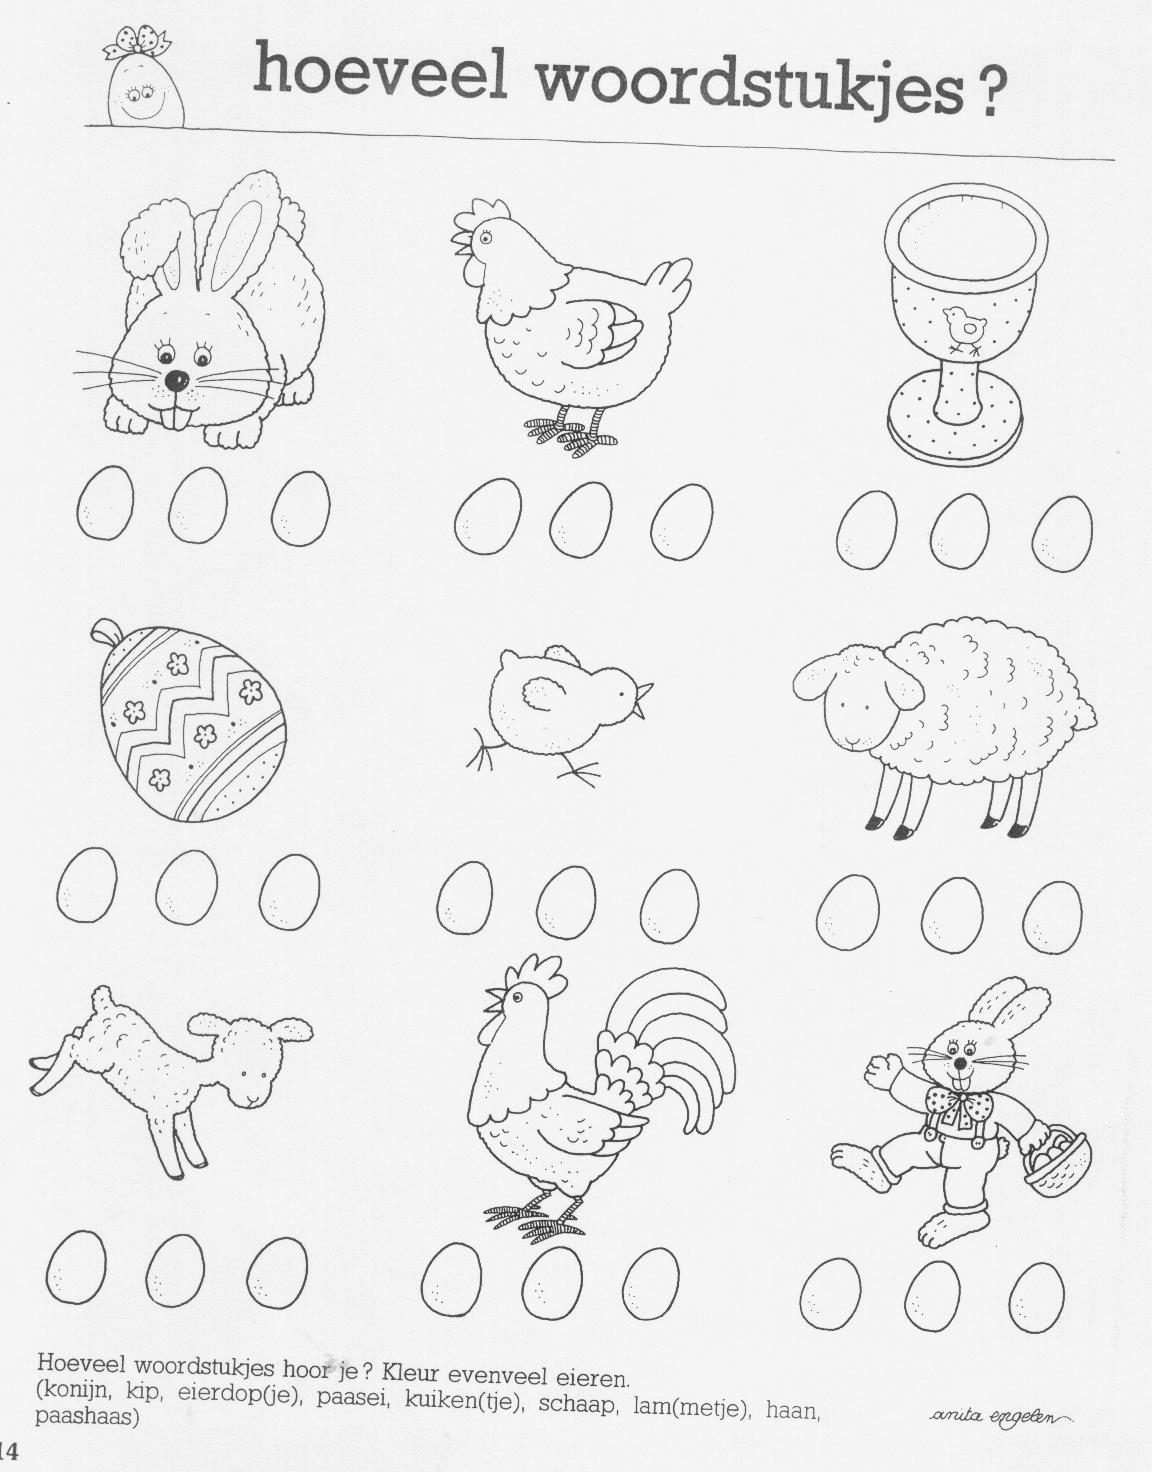 hoeveel woordstukjes?
Hoeveel woordstukjes hoor je? Kleur evenveel eieren.
(konijn, kip, eierdop(je), paasei, kuiken(tje), schaap, lam(metje), haan,
paashaas)
anita engelen
14